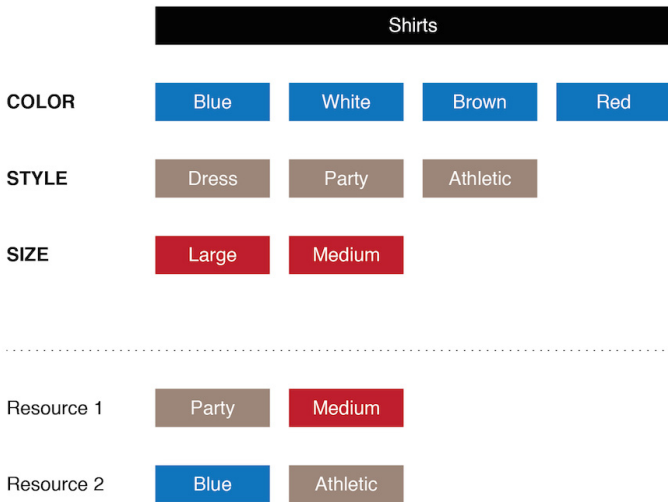 Shirts
COLOR Blue White Brown Red
STYLE Dress Party Athletic
SIZE Large Medium
Resource 1 Party Medium
Resource 2 Blue Athletic